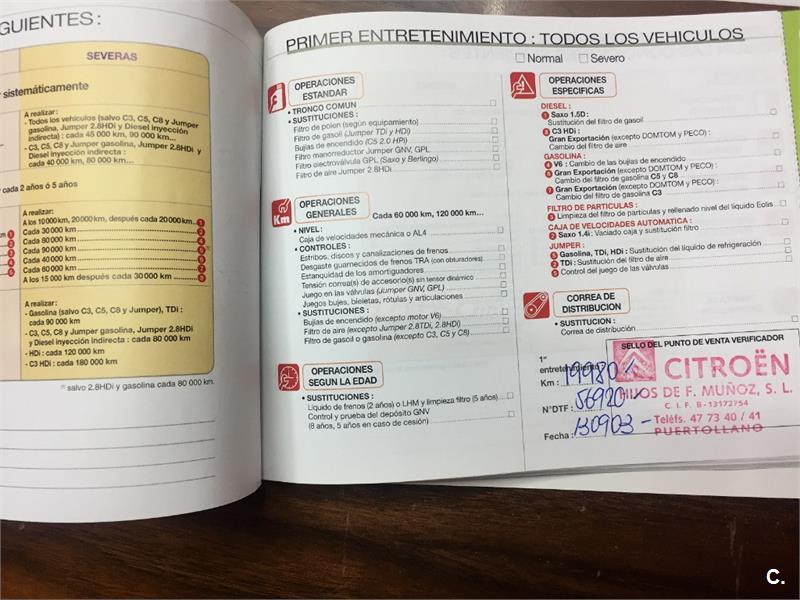 GUIENTES :
SEVERAS
sistemáticamente
A realizar:
- Todos los vehículos (salvo C3, C5, C8 y Jumper
gasolina, Jumper 2.8HDi y Diesel inyección
indirecta) : cada 45 000 km, 90 000 km...
- C3, C5, C8 y Jumper gasolina, Jumper 2.8HDi y
Diesel inyección indirecta :
cada 40 000 km, 80 000 km...
cada 2 años ó 5 años
A realizar:
A los 10 000 km, 20 000 km, después cada 20 000 km
Cada 30 000 km
Cada 80 000 km
Cada 90 000 km
Cada 40 000 km
Cada 60 000 km
A los 15 000 km después cada 30 000 km
A realizar:
- Gasolina (salvo C3, C5, C8 y Jumper), TDi :
cada 90 000 km
- C3, C5, C8 y Jumper gasolina, Jumper 2.8HDi
y Diesel inyección indirecta : cada 80 000 km
- HDi : cada 120 000 km
- C3 HDi : cada 180 000 km
(1) salvo 2.8HDi y gasolina cada 80 000 km.
PRIMER ENTRETENIMIENTO : TODOS LOS VEHICULOS
Normal Severo
OPERACIONES
ESTANDAR
• TRONCO COMUN
• SUSTITUCIONES :
Filtro de polen (según equipamiento)
Filtro de gasoil (Jumper TDi y HDi)
Bujías de encendido (C5 2.0 HPi)
Filtro manorreductor Jumper GNV, GPL
Filtro electroválvula GPL (Saxo y Berlingo)
Filtro de aire Jumper 2.8HDi
Km
OPERACIONES
GENERALES
Cada 60 000 km, 120 000 km...
• NIVEL :
Caja de velocidades mecánica o AL4
• CONTROLES :
Estribos, discos y canalizaciones de frenos
Desgaste guarnecidos de frenos TRA (con obturadores)
Estanquidad de los amortiguadores
Tensión correa(s) de accesorio(s) sin tensor dinámico
Juego en las válvulas (Jumper GNV, GPL)
Juegos bujes, bieletas, rótulas y articulaciones
• SUSTITUCIONES :
Bujías de encendido (excepto motor V6)
Filtro de aire (excepto Jumper 2.8TDi, 2.8HDi)
Filtro de gasoil o gasolina (excepto C3, C5 y C8)
OPERACIONES
SEGUN LA EDAD
• SUSTITUCIONES :
Líquido de frenos (2 años) o LHM y limpieza filtro (5 años)
Control y prueba del depósito GNV
(8 años, 5 años en caso de cesión)
OPERACIONES
ESPECIFICAS
DIESEL :
1 Saxo 1.5D :
Sustitución del filtro de gasoil
C3 HDi :
Gran Exportación (excepto DOMTOM y PECO) :
Cambio del filtro de aire
GASOLINA :
4 V6 : Cambio de las bujías de encendido
6 Gran Exportación (excepto DOMTOM y PECO) :
Cambio del filtro de gasolina C5 y C8
7 Gran Exportación (excepto DOMTOM y PECO) :
Cambio del filtro de gasolina C3
FILTRO DE PARTICULAS :
3 Limpieza del filtro de partículas y rellenado nivel del líquido Eolis
CAJA DE VELOCIDADES AUTOMATICA :
2 Saxo 1.4i : Vaciado caja y sustitución filtro
JUMPER :
Gasolina, TDi, HDi : Sustitución del líquido de refrigeración
TDi : Sustitución del filtro de aire
Control del juego de las válvulas
CORREA DE
DISTRIBUCION
• SUSTITUCION :
Correa de distribución
SELLO DEL PUNTO DE VENTA VERIFICADOR
1er
entretenimiento
Km : 19980
N°DTF : 56920
Fecha : 130903
CITROËN
HIJOS DE F. MUÑOZ, S. L.
C. I. F. B-13172754
Teléfs. 47 73 40 / 41
PUERTOLLANO
C.